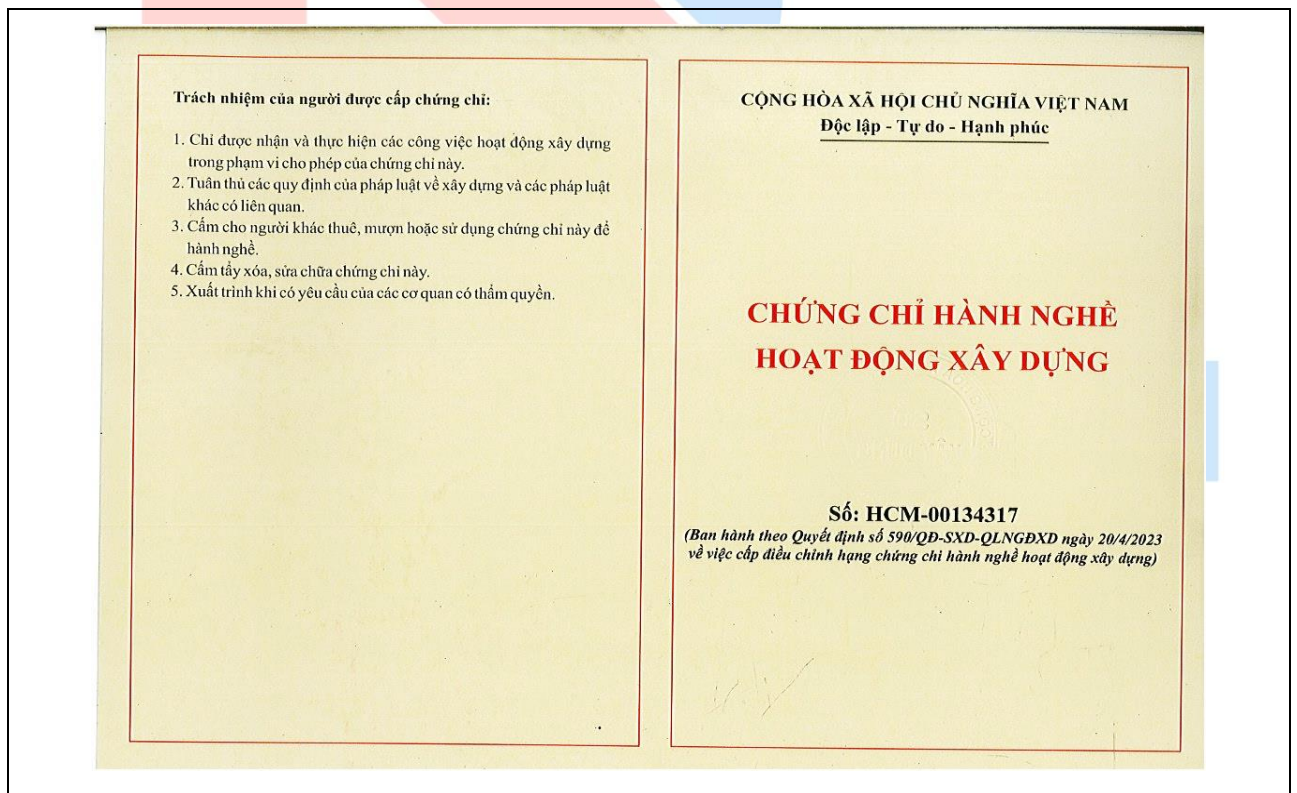 Trách nhiệm của người được cấp chứng chỉ:
1. Chỉ được nhận và thực hiện các công việc hoạt động xây dựng
trong phạm vi cho phép của chứng chỉ này.
2. Tuân thủ các quy định của pháp luật về xây dựng và các pháp luật
khác có liên quan.
3. Cấm cho người khác thuê, mượn hoặc sử dụng chứng chỉ này để
hành nghề.
4. Cấm tẩy xóa, sửa chữa chứng chỉ này.
5. Xuất trình khi có yêu cầu của các cơ quan có thẩm quyền.
CỘNG HÒA XÃ HỘI CHỦ NGHĨA VIỆT NAM
Độc lập - Tự do - Hạnh phúc
CHỨNG CHỈ HÀNH NGHỀ
HOẠT ĐỘNG XÂY DỰNG
Số: HCM-00134317
(Ban hành theo Quyết định số 590/QĐ-SXD-QLNGĐXD ngày 20/4/2023
về việc cấp điều chỉnh hạng chứng chỉ hành nghề hoạt động xây dựng)